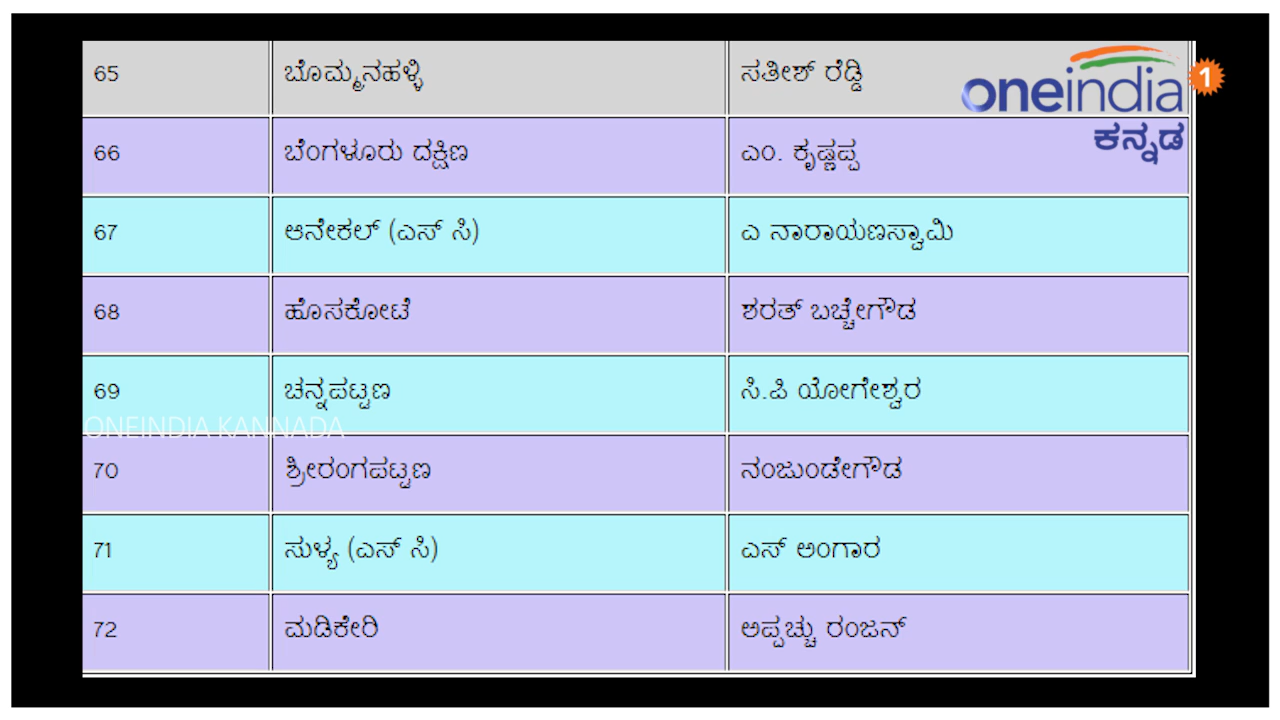 65 ಬೊಮ್ಮನಹಳ್ಳಿ ಸತೀಶ್ ರೆಡ್ಡಿ
oneindia 1
ಕನ್ನಡ
66 ಬೆಂಗಳೂರು ದಕ್ಷಿಣ ಎಂ. ಕೃಷ್ಣಪ್ಪ
67 ಆನೇಕಲ್ (ಎಸ್ ಸಿ) ಎ ನಾರಾಯಣಸ್ವಾಮಿ
68 ಹೊಸಕೋಟೆ ಶರತ್ ಬಚ್ಚೇಗೌಡ
69 ಚನ್ನಪಟ್ಟಣ ಸಿ.ಪಿ ಯೋಗೇಶ್ವರ
ONEINDIA KANNADA
70 ಶ್ರೀರಂಗಪಟ್ಟಣ ನಂಜುಂಡೇಗೌಡ
71 ಸುಳ್ಯ (ಎಸ್ ಸಿ) ಎಸ್ ಅಂಗಾರ
72 ಮಡಿಕೇರಿ ಅಪ್ಪಚ್ಚು ರಂಜನ್